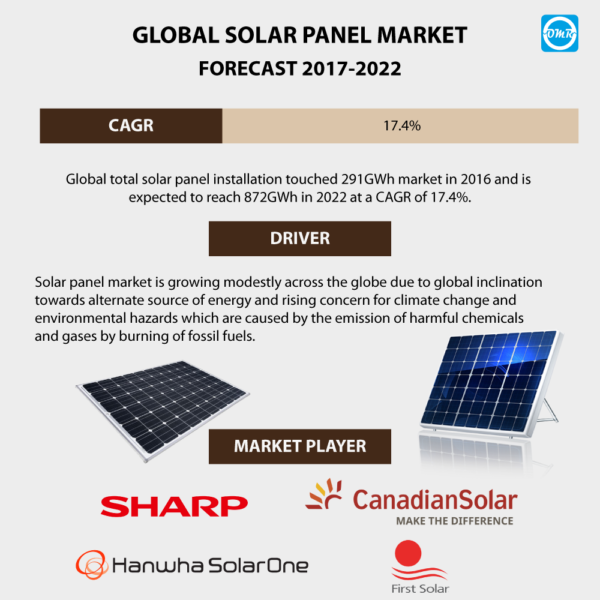 GLOBAL SOLAR PANEL MARKET
FORECAST 2017-2022
DMR
CAGR
17.4%
Global total solar panel installation touched 291GWh market in 2016 and is
expected to reach 872GWh in 2022 at a CAGR of 17.4%.
DRIVER
Solar panel market is growing modestly across the globe due to global inclination
towards alternate source of energy and rising concern for climate change and
environmental hazards which are caused by the emission of harmful chemicals
and gases by burning of fossil fuels.
MARKET PLAYER
SHARP
CanadianSolar
MAKE THE DIFFERENCE
Hanwha SolarOne
First Solar